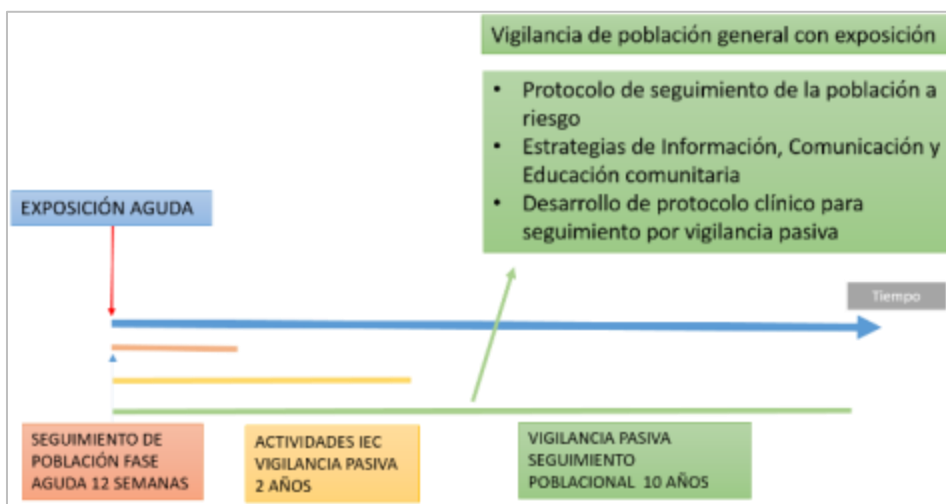 Vigilancia de población general con exposición
• Protocolo de seguimiento de la población a
riesgo
• Estrategias de Información, Comunicación y
Educación comunitaria
• Desarrollo de protocolo clínico para
seguimiento por vigilancia pasiva
EXPOSICIÓN AGUDA
Tiempo
SEGUIMIENTO DE
POBLACIÓN FASE
AGUDA 12 SEMANAS
ACTIVIDADES IEC
VIGILANCIA PASIVA
2 AÑOS
VIGILANCIA PASIVA
SEGUIMIENTO
POBLACIONAL 10 AÑOS